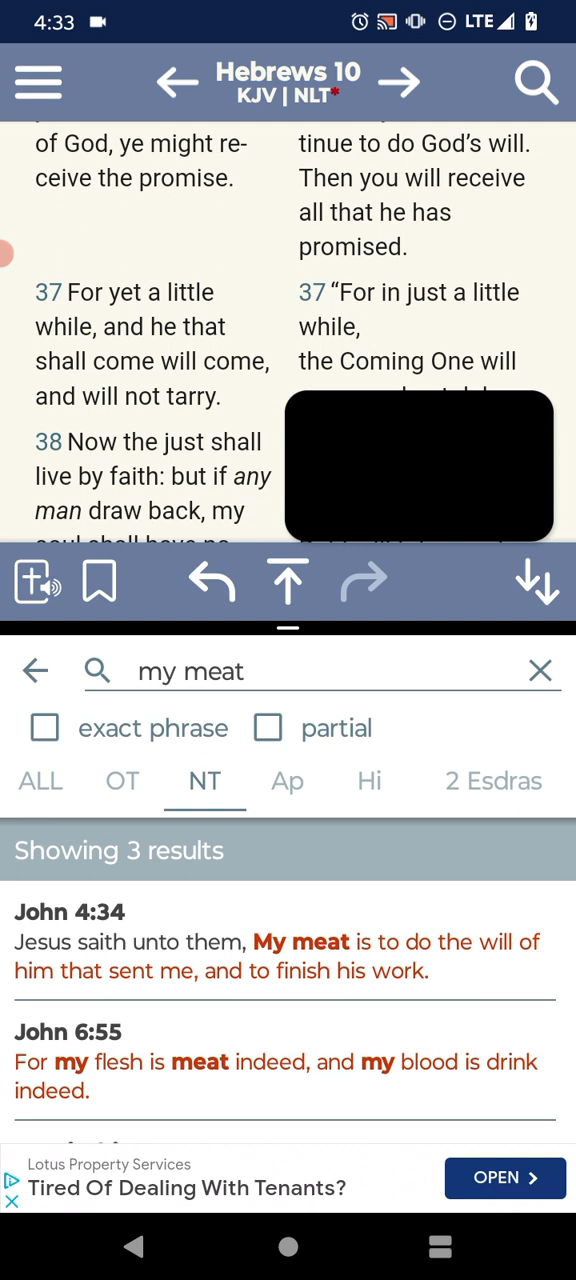 4:33
LTE
Hebrews 10
KJV | NLT*
of God, ye might re-
ceive the promise.
37 For yet a little
while, and he that
shall come will come,
and will not tarry.
38 Now the just shall
live by faith: but if any
man draw back, my
soul shall have no
tinue to do God's will.
Then you will receive
all that he has
promised.
37 “For in just a little
while,
the Coming One will
my meat
exact phrase
partial
ALL OT NT Ap Hi 2 Esdras
Showing 3 results
John 4:34
Jesus saith unto them, My meat is to do the will of
him that sent me, and to finish his work.
John 6:55
For my flesh is meat indeed, and my blood is drink
indeed.
Lotus Property Services
Tired Of Dealing With Tenants?
OPEN